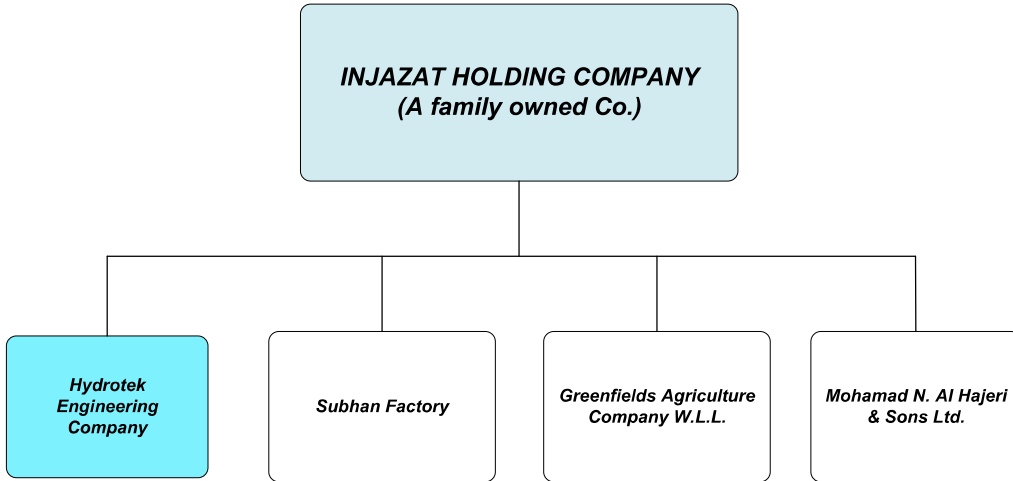 INJAZAT HOLDING COMPANY
(A family owned Co.)
Hydrotek
Engineering
Company
Subhan Factory
Greenfields Agriculture
Company W.L.L.
Mohamad N. Al Hajeri
& Sons Ltd.